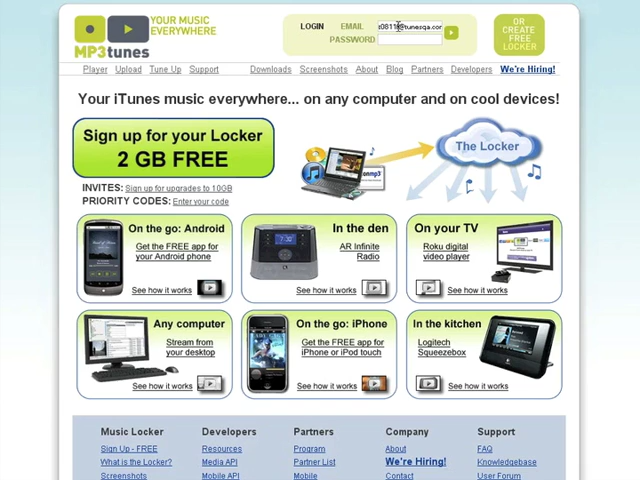 YOUR MUSIC
EVERYWHERE
MP3tunes
LOGIN EMAIL
PASSWORD
OR
CREATE
FREE
LOCKER
Player Upload Tune Up Support Downloads Screenshots About Blog Partners Developers We're Hiring!
Your iTunes music everywhere... on any computer and on cool devices!
Sign up for your Locker
2 GB FREE
The Locker
INVITES: Sign up for upgrades to 10GB
PRIORITY CODES: Enter your code
On the go: Android
Get the FREE app for
your Android phone
See how it works
In the den
AR Infinite
Radio
See how it works
On your TV
Roku digital
video player
See how it works
Any computer
Stream from
your desktop
See how it works
On the go: iPhone
Get the FREE app for
iPhone or iPod touch
See how it works
In the kitchen
Logitech
Squeezebox
See how it works
Music Locker Developers Partners Company Support
Sign Up - FREE Resources Program About FAQ
What is the Locker? Media API Partner List We're Hiring! Knowledgebase
Screenshots Mobile API Mobile Contact User Forum